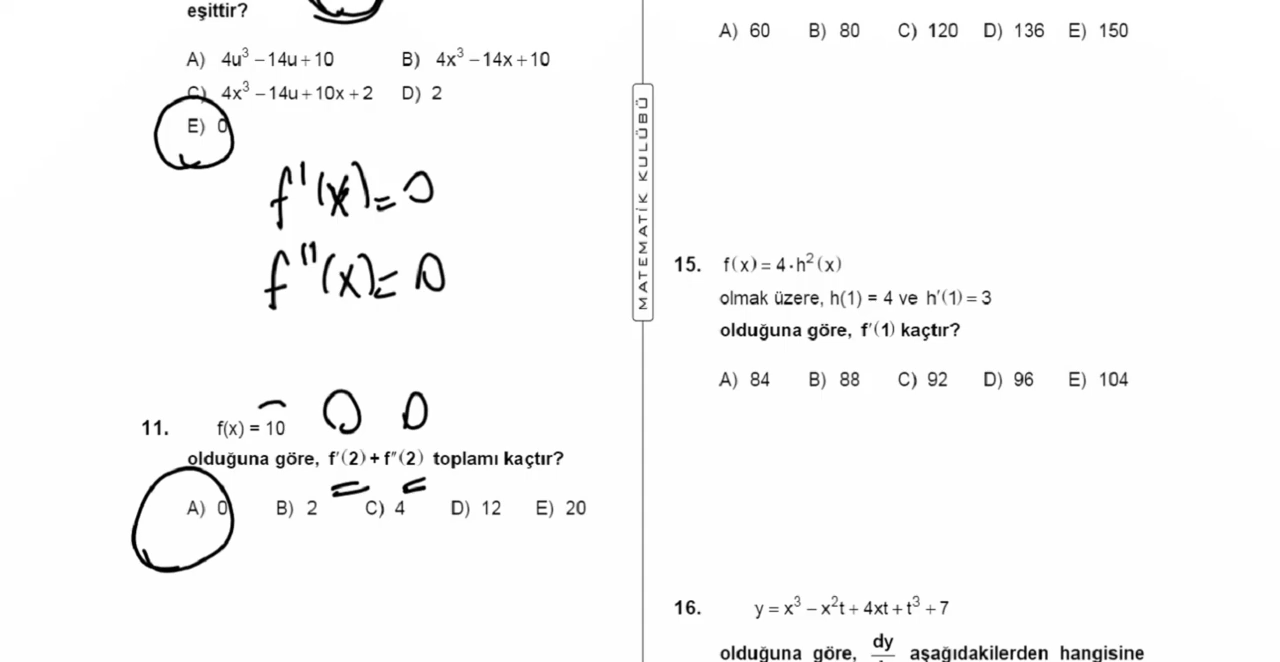 eşittir?
A) 4u³ – 14u + 10 B) 4x³ – 14x + 10
C) 4x³ – 14u + 10x + 2 D) 2
E) 0
f'(x) = 0
f''(x) = 0
0 0
11. f(x) = 10
olduğuna göre, f′(2) + f″(2) toplamı kaçtır?
A) 0 B) 2 C) 4 D) 12 E) 20
MATEMATİK KULÜBÜ
A) 60 B) 80 C) 120 D) 136 E) 150
15. f(x) = 4·h²(x)
olmak üzere, h(1) = 4 ve h′(1) = 3
olduğuna göre, f′(1) kaçtır?
A) 84 B) 88 C) 92 D) 96 E) 104
16. y = x³ – x²t + 4xt + t³ + 7
olduğuna göre, dy aşağıdakilerden hangisine